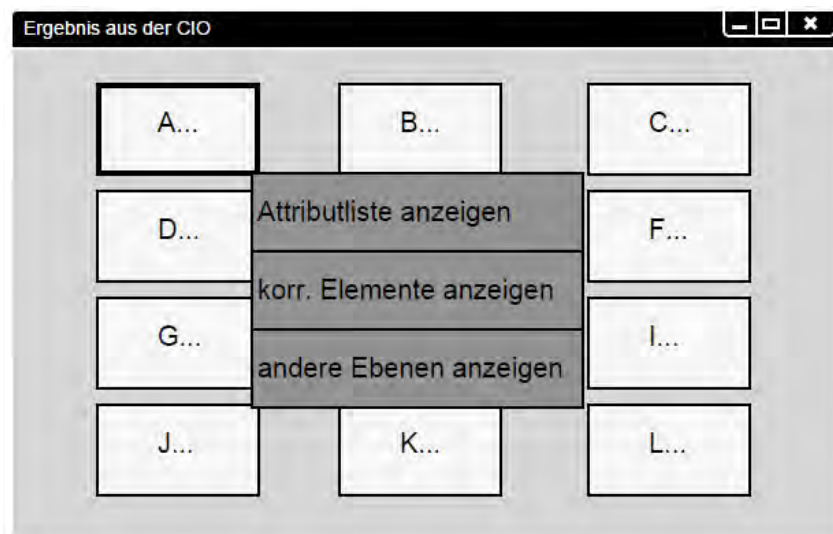 Ergebnis aus der CIO
A...
B...
C...
Attributliste anzeigen
D...
F...
korr. Elemente anzeigen
G...
I...
andere Ebenen anzeigen
J...
K...
L...